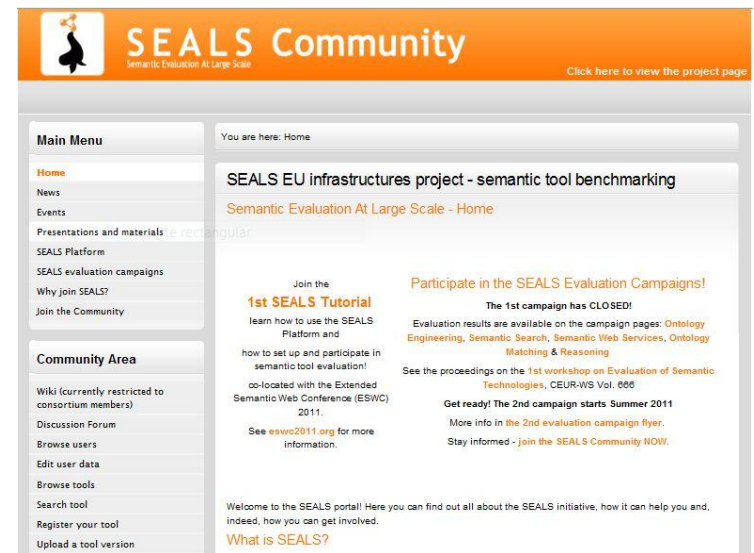 SEALS Community
Semantic Evaluation At Large Scale
Click here to view the project page
Main Menu
Home
News
Events
Presentations and materials
SEALS Platform
SEALS evaluation campaigns
Why join SEALS?
Join the Community
Community Area
Wiki (currently restricted to
consortium members)
Discussion Forum
Browse users
Edit user data
Browse tools
Search tool
Register your tool
Upload a tool version
You are here: Home
SEALS EU infrastructures project - semantic tool benchmarking
Semantic Evaluation At Large Scale - Home
Join the
1st SEALS Tutorial
learn how to use the SEALS
Platform and
how to set up and participate in
semantic tool evaluation!
co-located with the Extended
Semantic Web Conference (ESWC)
2011.
See eswc2011.org for more
information.
Participate in the SEALS Evaluation Campaigns!
The 1st campaign has CLOSED!
Evaluation results are available on the campaign pages: Ontology
Engineering, Semantic Search, Semantic Web Services, Ontology
Matching & Reasoning
See the proceedings on the 1st workshop on Evaluation of Semantic
Technologies, CEUR-WS Vol. 666
Get ready! The 2nd campaign starts Summer 2011
More info in the 2nd evaluation campaign flyer.
Stay informed - join the SEALS Community NOW.
Welcome to the SEALS portal! Here you can find out all about the SEALS initiative, how it can help you and,
indeed, how you can get involved.
What is SEALS?